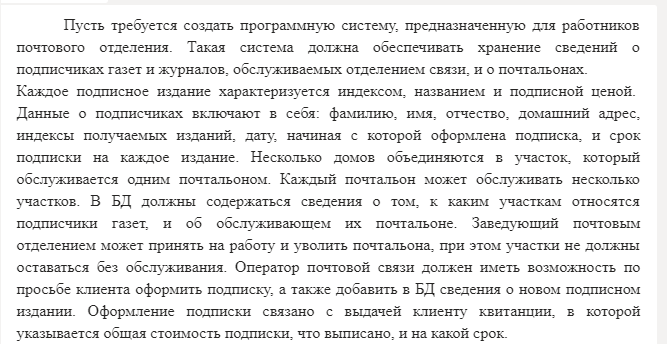 Пусть требуется создать программную систему, предназначенную для работников
почтового отделения. Такая система должна обеспечивать хранение сведений о
подписчиках газет и журналов, обслуживаемых отделением связи, и о почтальонах.
Каждое подписное издание характеризуется индексом, названием и подписной ценой.
Данные о подписчиках включают в себя: фамилию, имя, отчество, домашний адрес,
индексы получаемых изданий, дату, начиная с которой оформлена подписка, и срок
подписки на каждое издание. Несколько домов объединяются в участок, который
обслуживается одним почтальоном. Каждый почтальон может обслуживать несколько
участков. В БД должны содержаться сведения о том, к каким участкам относятся
подписчики газет, и об обслуживающем их почтальоне. Заведующий почтовым
отделением может принять на работу и уволить почтальона, при этом участки не должны
оставаться без обслуживания. Оператор почтовой связи должен иметь возможность по
просьбе клиента оформить подписку, а также добавить в БД сведения о новом подписном
издании. Оформление подписки связано с выдачей клиенту квитанции, в которой
указывается общая стоимость подписки, что выписано, и на какой срок.